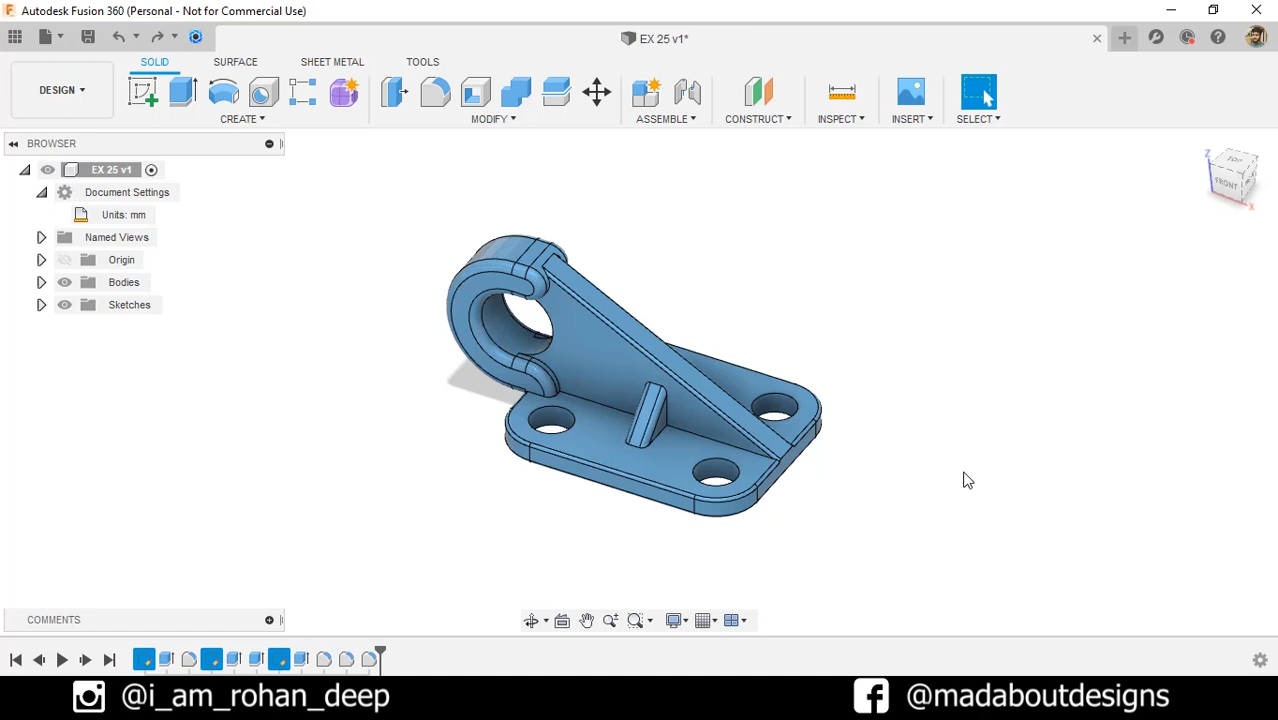 Autodesk Fusion 360 (Personal - Not for Commercial Use)
EX 25 v1*
SOLID SURFACE SHEET METAL TOOLS
DESIGN
CREATE MODIFY ASSEMBLE CONSTRUCT INSPECT INSERT SELECT
BROWSER
EX 25 v1
Document Settings
Units: mm
Named Views
Origin
Bodies
Sketches
Z
TOP
FRONT
X
COMMENTS
@i_am_rohan_deep @madaboutdesigns